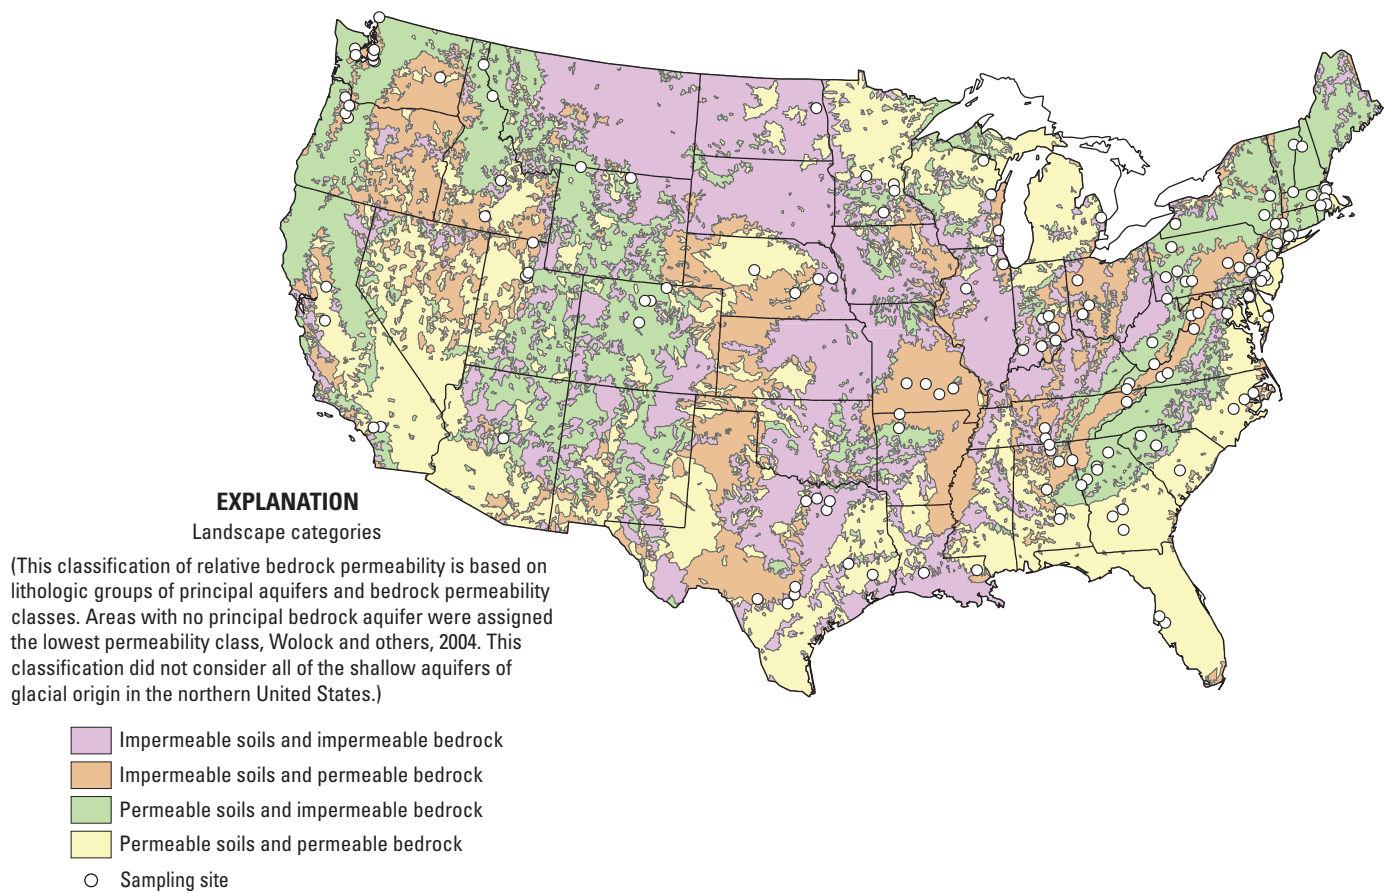 EXPLANATION
Landscape categories
(This classification of relative bedrock permeability is based on
lithologic groups of principal aquifers and bedrock permeability
classes. Areas with no principal bedrock aquifer were assigned
the lowest permeability class, Wolock and others, 2004. This
classification did not consider all of the shallow aquifers of
glacial origin in the northern United States.)
Impermeable soils and impermeable bedrock
Impermeable soils and permeable bedrock
Permeable soils and impermeable bedrock
Permeable soils and permeable bedrock
Sampling site